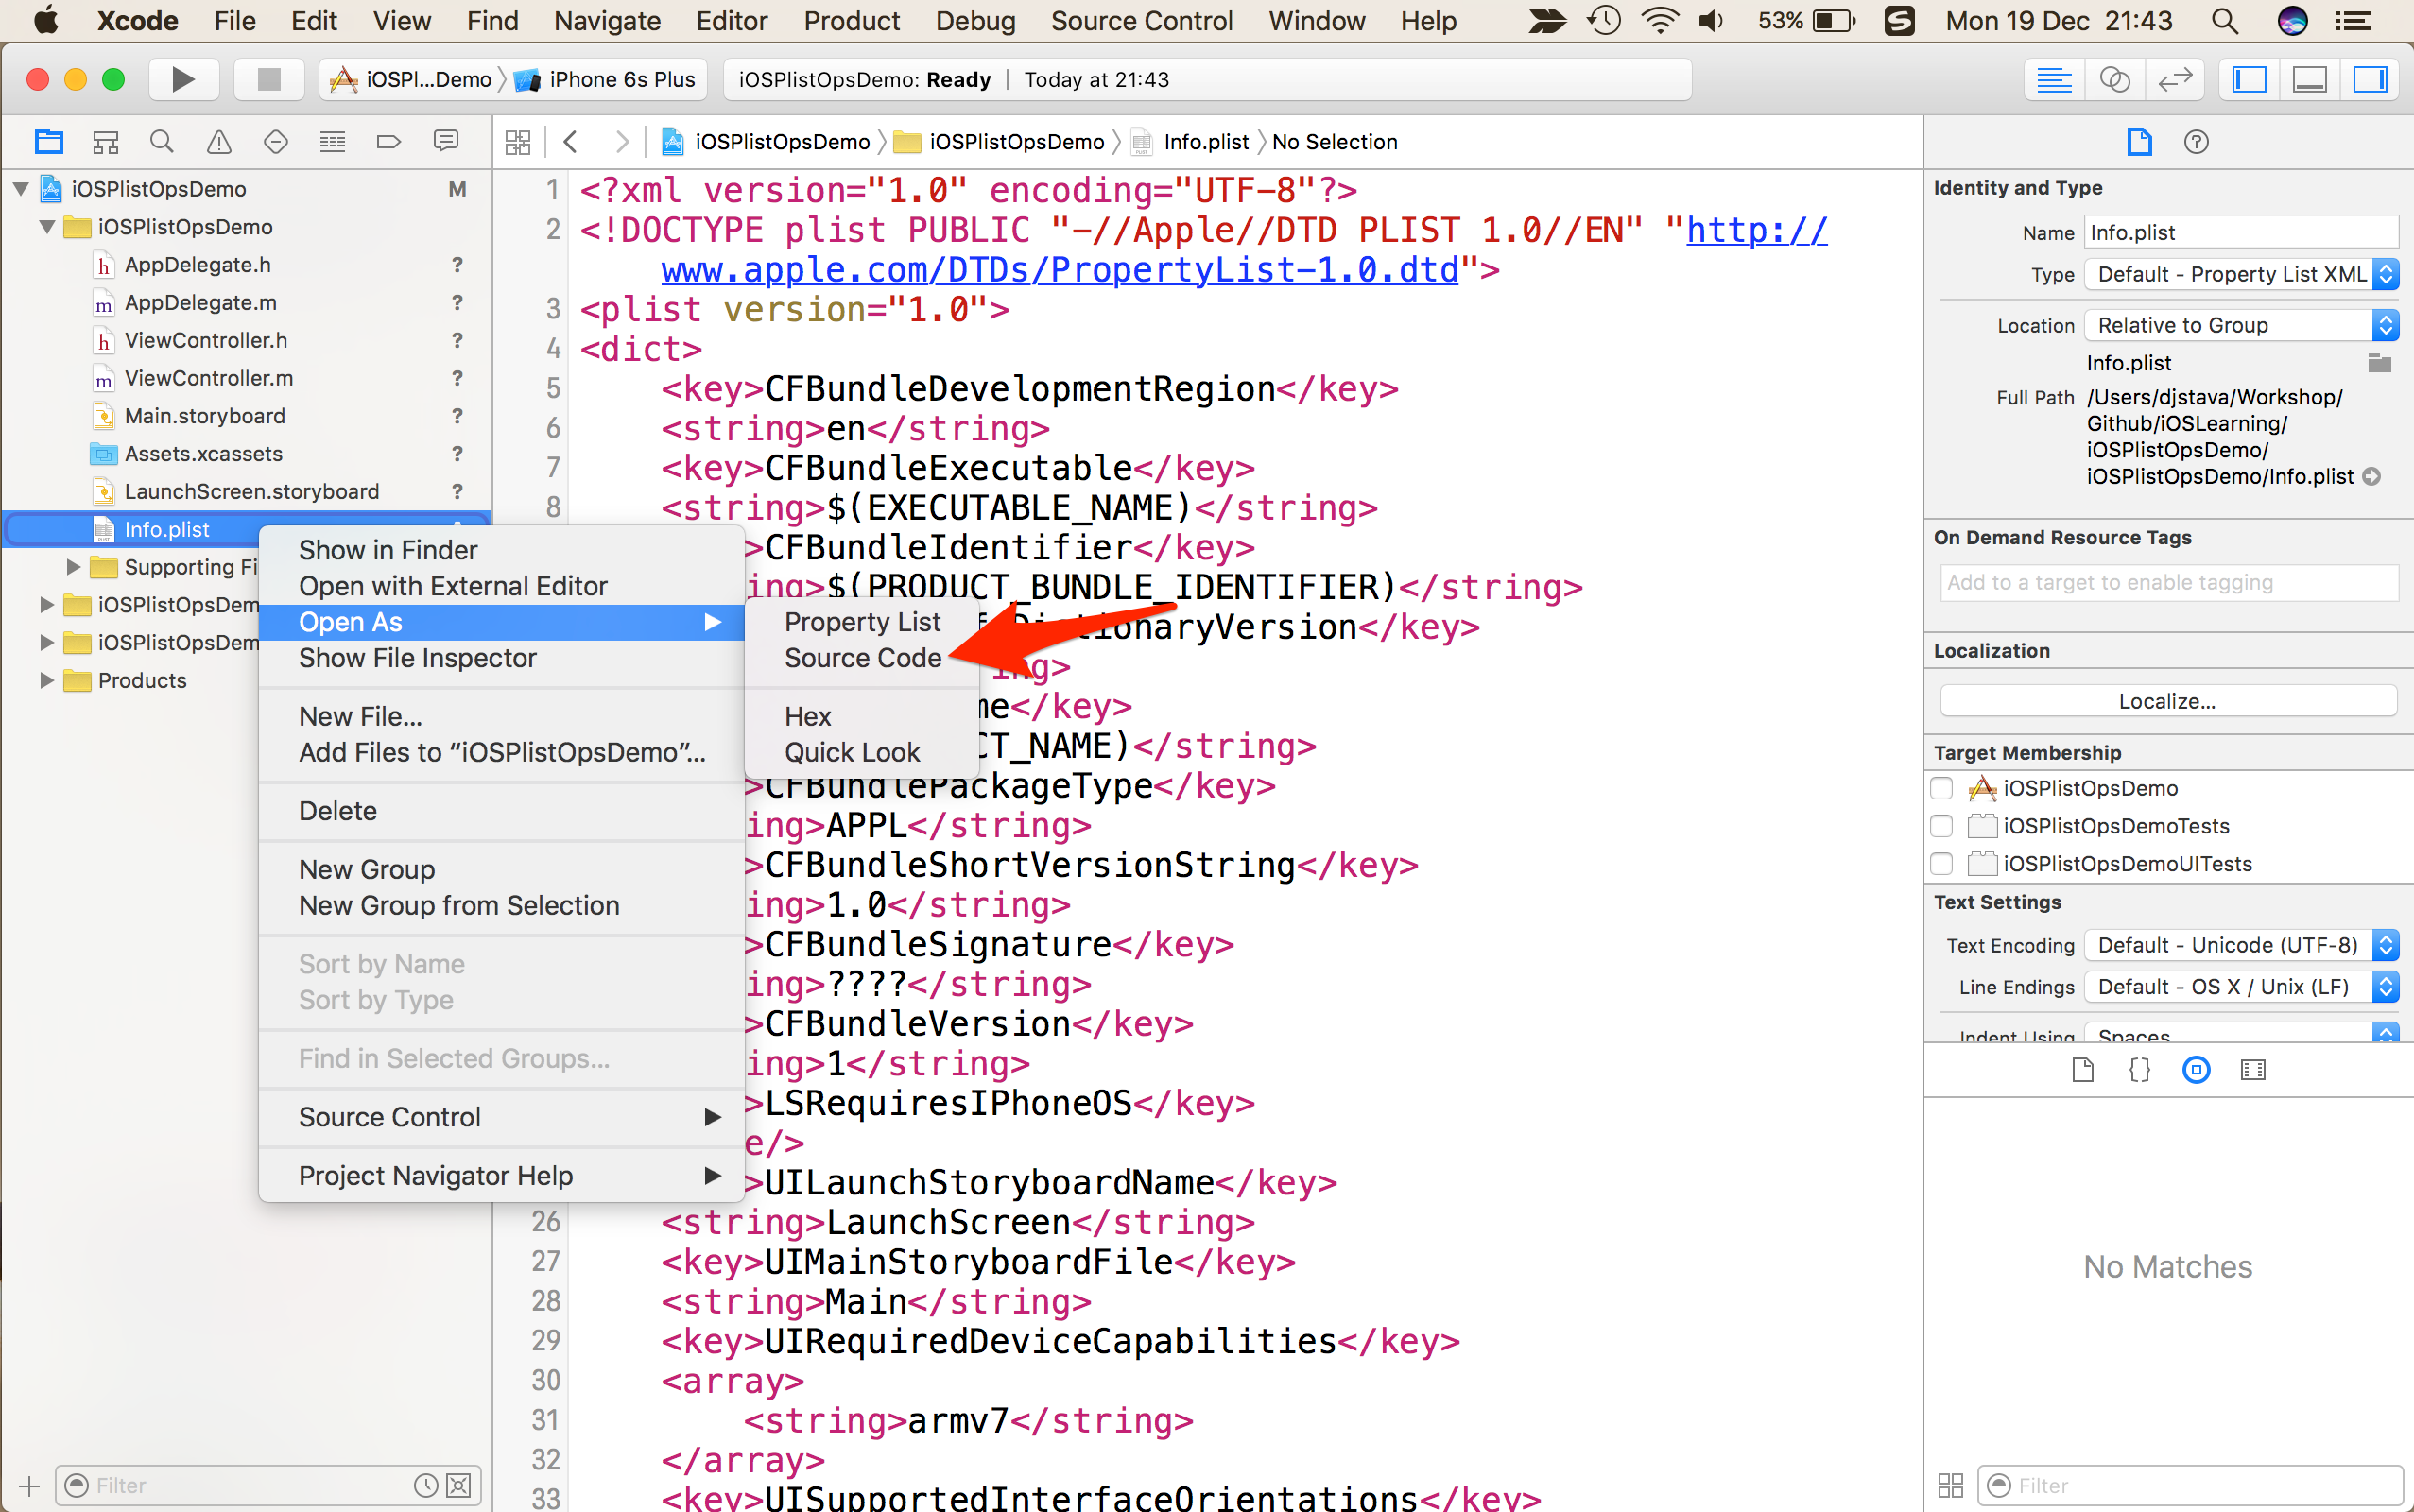 Xcode File Edit View Find Navigate Editor Product Debug Source Control Window Help 53% Mon 19 Dec 21:43
iOSPl...Demo iPhone 6s Plus iOSPlistOpsDemo: Ready | Today at 21:43
iOSPlistOpsDemo iOSPlistOpsDemo Info.plist No Selection
iOSPlistOpsDemo M
iOSPlistOpsDemo
AppDelegate.h ?
AppDelegate.m ?
ViewController.h ?
ViewController.m ?
Main.storyboard ?
Assets.xcassets ?
LaunchScreen.storyboard ?
Info.plist
Supporting Fi
iOSPlistOpsDem
iOSPlistOpsDem
Products
Filter
Show in Finder
Open with External Editor
Open As
Show File Inspector
New File...
Add Files to “iOSPlistOpsDemo”...
Delete
New Group
New Group from Selection
Sort by Name
Sort by Type
Find in Selected Groups...
Source Control
Project Navigator Help
Property List
Source Code
Hex
Quick Look
1 <?xml version="1.0" encoding="UTF-8"?>
2 <!DOCTYPE plist PUBLIC "-//Apple//DTD PLIST 1.0//EN" "http://
www.apple.com/DTDs/PropertyList-1.0.dtd">
3 <plist version="1.0">
4 <dict>
5 <key>CFBundleDevelopmentRegion</key>
6 <string>en</string>
7 <key>CFBundleExecutable</key>
8 <string>$(EXECUTABLE_NAME)</string>
>CFBundleIdentifier</key>
ing>$(PRODUCT_BUNDLE_IDENTIFIER)</string>
ionaryVersion</key>
ng>
me</key>
CT_NAME)</string>
>CFBundlePackageType</key>
ing>APPL</string>
>CFBundleShortVersionString</key>
ing>1.0</string>
>CFBundleSignature</key>
ing>????</string>
>CFBundleVersion</key>
ing>1</string>
>LSRequiresIPhoneOS</key>
e/>
>UILaunchStoryboardName</key>
26 <string>LaunchScreen</string>
27 <key>UIMainStoryboardFile</key>
28 <string>Main</string>
29 <key>UIRequiredDeviceCapabilities</key>
30 <array>
31 <string>armv7</string>
32 </array>
33 <key>UISupportedInterfaceOrientations</key>
Identity and Type
Name Info.plist
Type Default - Property List XML
Location Relative to Group
Info.plist
Full Path /Users/djstava/Workshop/
Github/iOSLearning/
iOSPlistOpsDemo/
iOSPlistOpsDemo/Info.plist
On Demand Resource Tags
Add to a target to enable tagging
Localization
Localize...
Target Membership
iOSPlistOpsDemo
iOSPlistOpsDemoTests
iOSPlistOpsDemoUITests
Text Settings
Text Encoding Default - Unicode (UTF-8)
Line Endings Default - OS X / Unix (LF)
Indent Using Spaces
No Matches
Filter